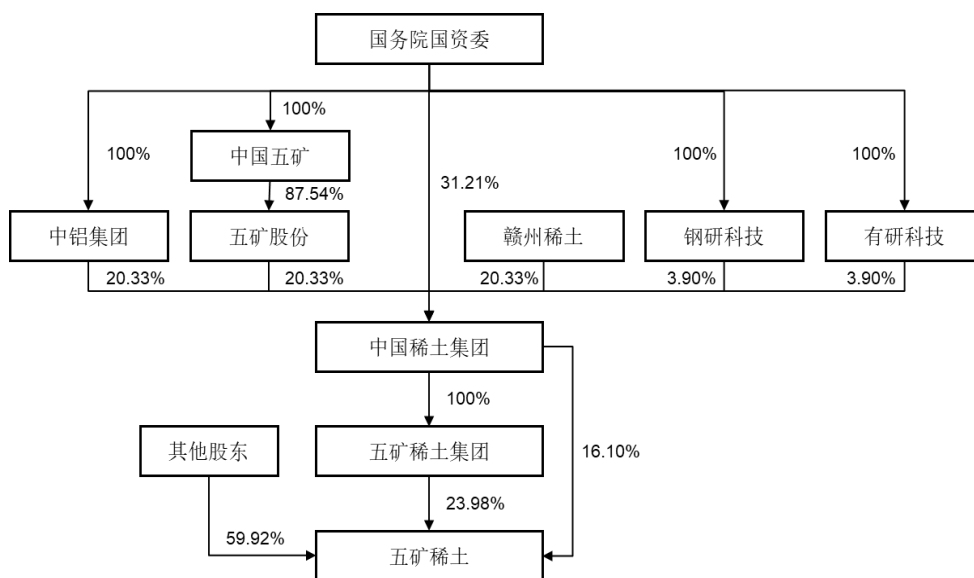 国务院国资委
100%
中国五矿
100%
100%
100%
87.54%
31.21%
中铝集团
五矿股份
赣州稀土
钢研科技
有研科技
20.33%
20.33%
20.33%
3.90%
3.90%
中国稀土集团
100%
其他股东
五矿稀土集团
16.10%
23.98%
59.92%
五矿稀土